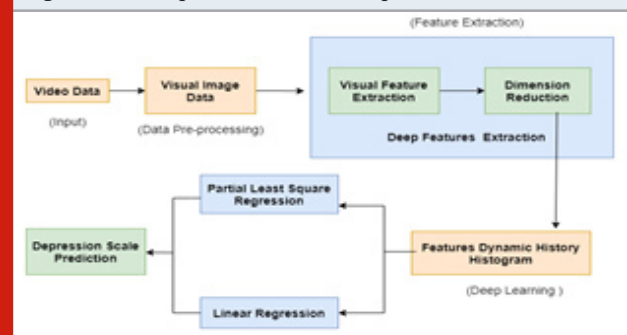 (Feature Extraction)
Video Data
(Input)
Visual Image
Data
(Data Pre-processing)
Visual Feature
Extraction
Dimension
Reduction
Deep Features Extraction
Partial Least Square
Regression
Depression Scale
Prediction
Features Dynamic History
Histogram
(Deep Learning )
Linear Regression